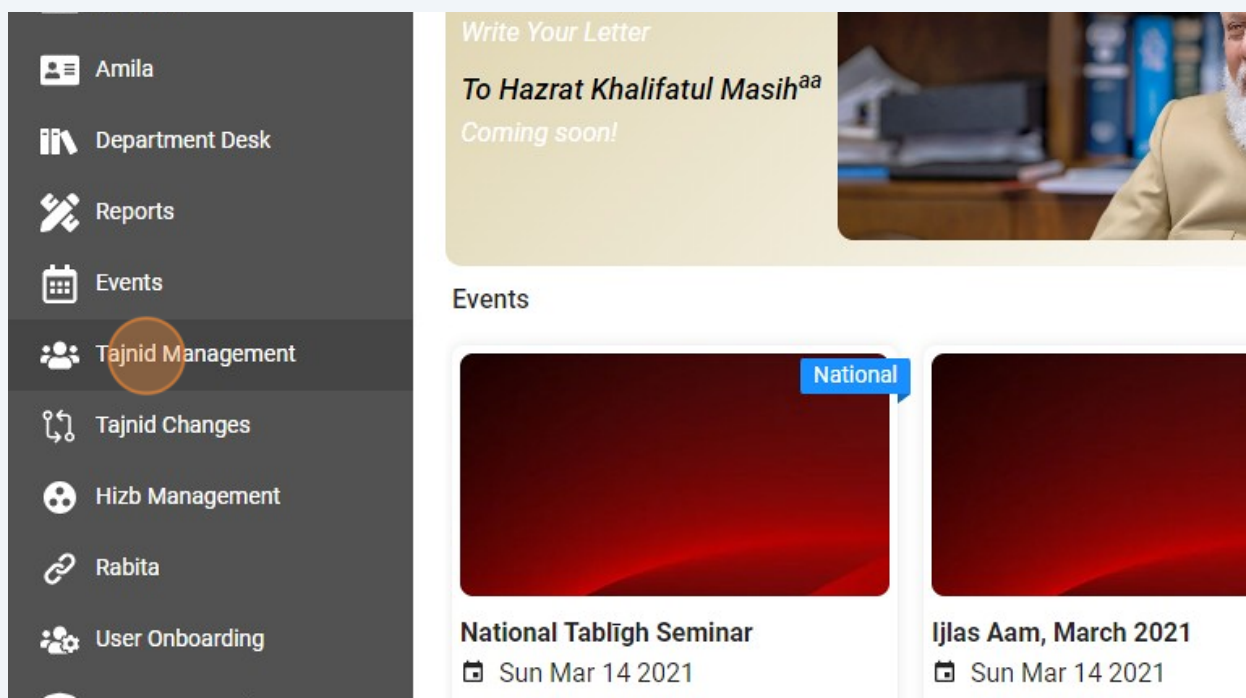 Amila
Department Desk
Reports
Events
Tajnid Management
Tajnid Changes
Hizb Management
Rabita
User Onboarding
Write Your Letter
To Hazrat Khalifatul Masihaa
Coming soon!
Events
National
National Tablīgh Seminar
Sun Mar 14 2021
Ijlas Aam, March 2021
Sun Mar 14 2021